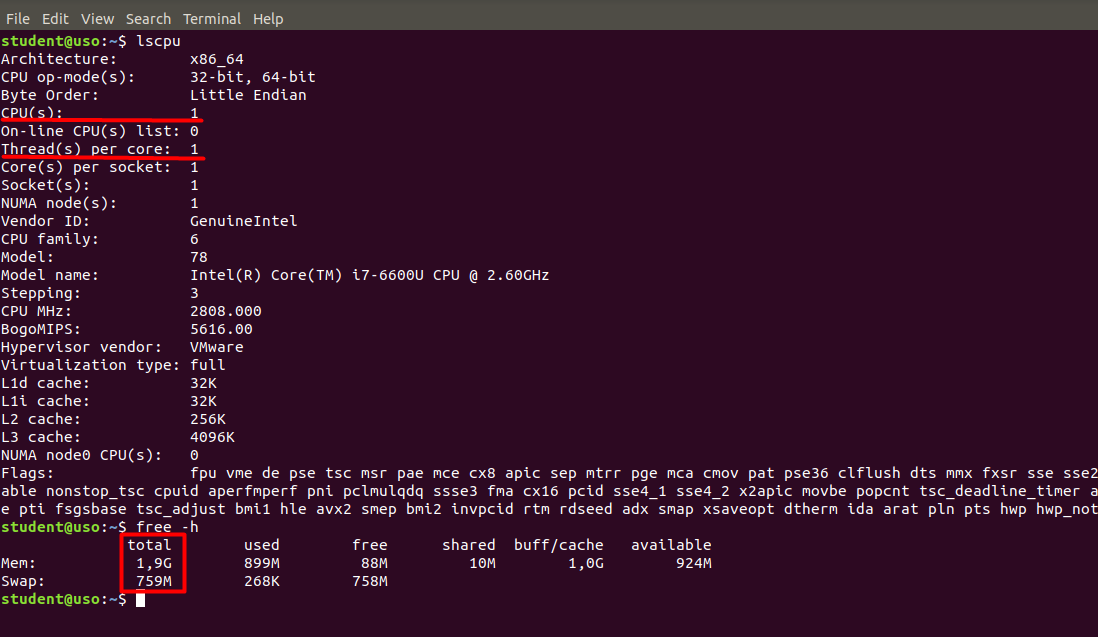 File Edit View Search Terminal Help
student@uso:~$ lscpu
Architecture: x86_64
CPU op-mode(s): 32-bit, 64-bit
Byte Order: Little Endian
CPU(s): 1
On-line CPU(s) list: 0
Thread(s) per core: 1
Core(s) per socket: 1
Socket(s): 1
NUMA node(s): 1
Vendor ID: GenuineIntel
CPU family: 6
Model: 78
Model name: Intel(R) Core(TM) i7-6600U CPU @ 2.60GHz
Stepping: 3
CPU MHz: 2808.000
BogoMIPS: 5616.00
Hypervisor vendor: VMware
Virtualization type: full
L1d cache: 32K
L1i cache: 32K
L2 cache: 256K
L3 cache: 4096K
NUMA node0 CPU(s): 0
Flags: fpu vme de pse tsc msr pae mce cx8 apic sep mtrr pge mca cmov pat pse36 clflush dts mmx fxsr sse sse2
able nonstop_tsc cpuid aperfmperf pni pclmulqdq ssse3 fma cx16 pcid sse4_1 sse4_2 x2apic movbe popcnt tsc_deadline_timer a
e pti fsgsbase tsc_adjust bmi1 hle avx2 smep bmi2 invpcid rtm rdseed adx smap xsaveopt dtherm ida arat pln pts hwp hwp_not
student@uso:~$ free -h
total used free shared buff/cache available
Mem: 1,9G 899M 88M 10M 1,0G 924M
Swap: 759M 268K 758M
student@uso:~$